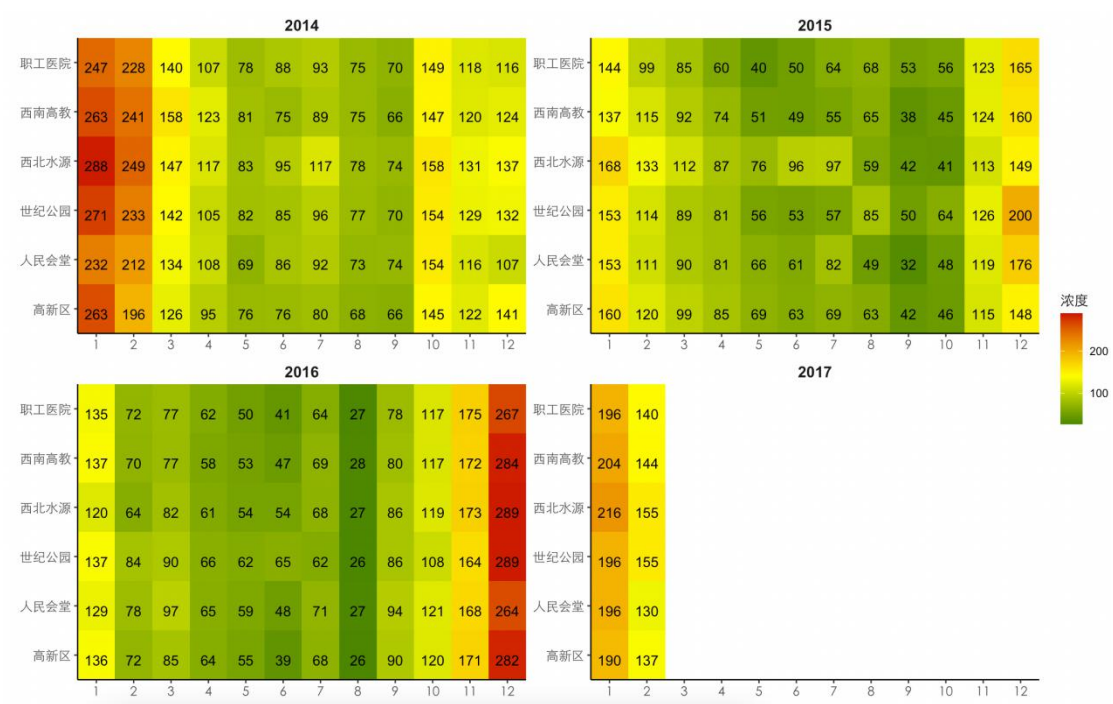 2014
职工医院 247 228 140 107 78 88 93 75 70 149 118 116
西南高教 263 241 158 123 81 75 89 75 66 147 120 124
西北水源 288 249 147 117 83 95 117 78 74 158 131 137
世纪公园 271 233 142 105 82 85 96 77 70 154 129 132
人民会堂 232 212 134 108 69 86 92 73 74 154 116 107
高新区 263 196 126 95 76 76 80 68 66 145 122 141
1 2 3 4 5 6 7 8 9 10 11 12
2015
职工医院 144 99 85 60 40 50 64 68 53 56 123 165
西南高教 137 115 92 74 51 49 55 65 38 45 124 160
西北水源 168 133 112 87 76 96 97 59 42 41 113 149
世纪公园 153 114 89 81 56 53 57 85 50 64 126 200
人民会堂 153 111 90 81 66 61 82 49 32 48 119 176
高新区 160 120 99 85 69 63 69 63 42 46 115 148
1 2 3 4 5 6 7 8 9 10 11 12
2016
职工医院 135 72 77 62 50 41 64 27 78 117 175 267
西南高教 137 70 77 58 53 47 69 28 80 117 172 284
西北水源 120 64 82 61 54 54 68 27 86 119 173 289
世纪公园 137 84 90 66 62 65 62 26 86 108 164 289
人民会堂 129 78 97 65 59 48 71 27 94 121 168 264
高新区 136 72 85 64 55 39 68 26 90 120 171 282
1 2 3 4 5 6 7 8 9 10 11 12
2017
职工医院 196 140
西南高教 204 144
西北水源 216 155
世纪公园 196 155
人民会堂 196 130
高新区 190 137
1 2 3 4 5 6 7 8 9 10 11 12
浓度
200
100